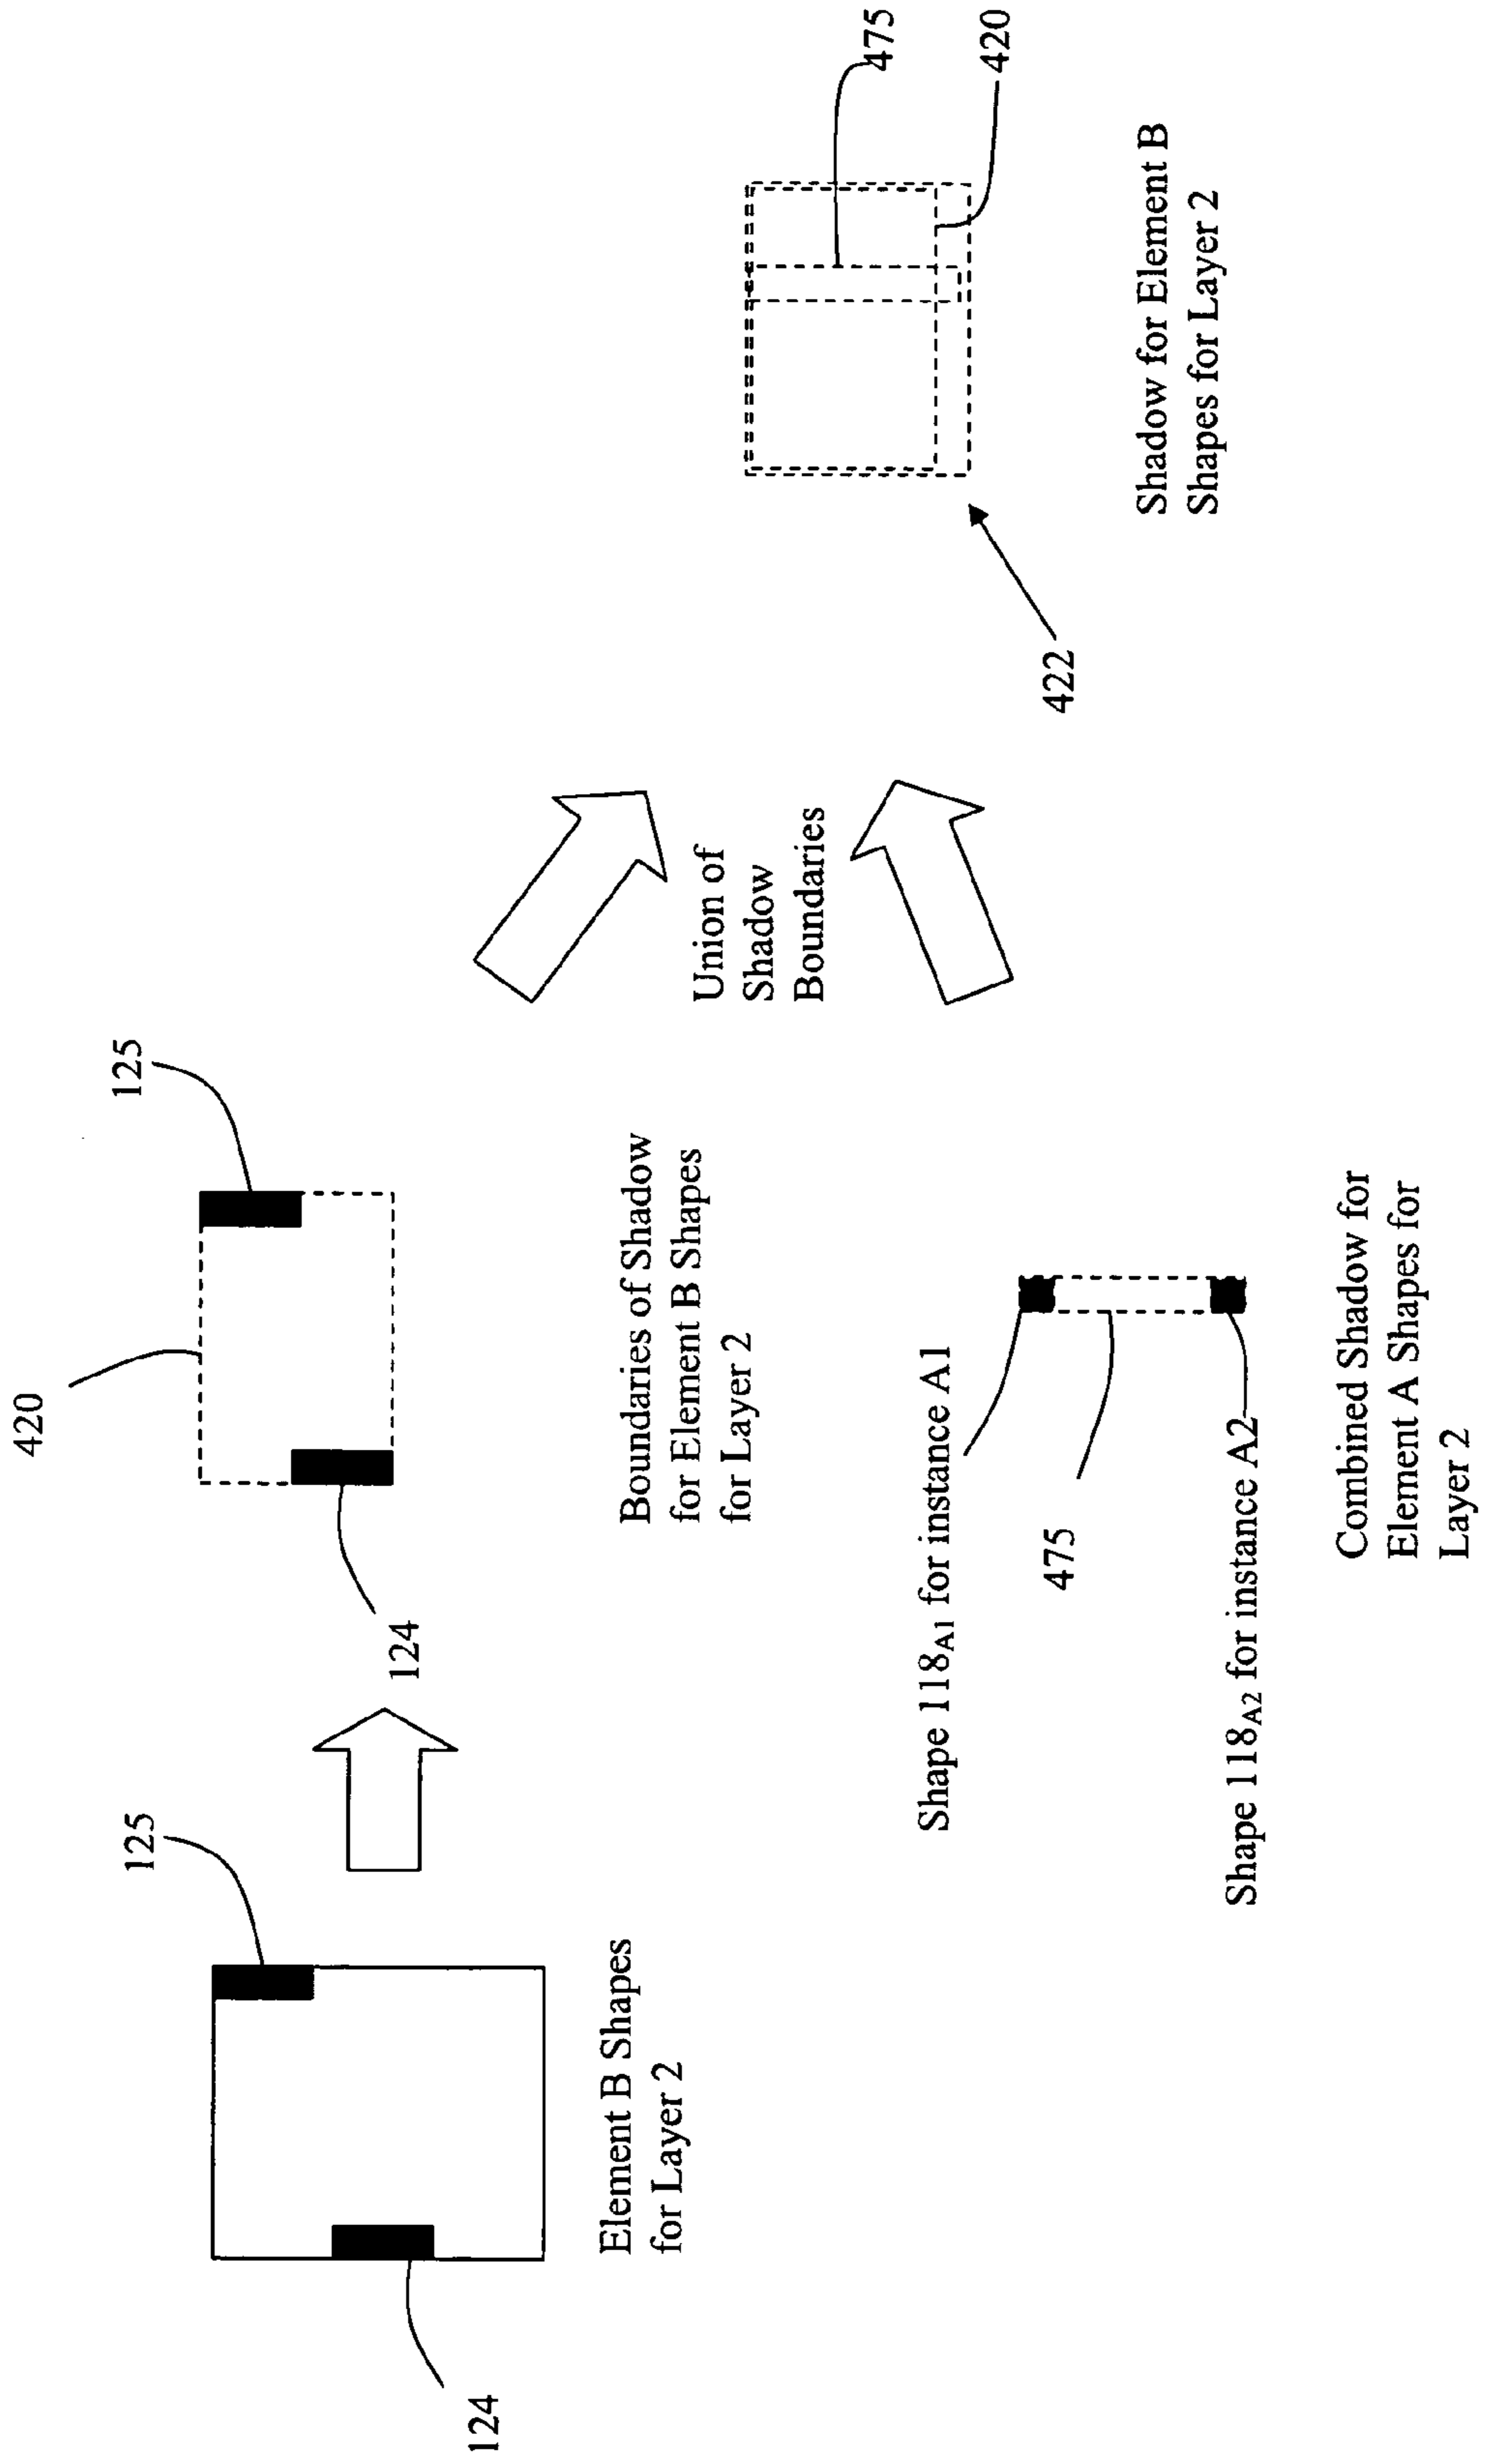 124
125
Element B Shapes
for Layer 2
420
125
124
Boundaries of Shadow
for Element B Shapes
for Layer 2
Shape 118A1 for instance A1
475
Shape 118A2 for instance A2
Combined Shadow for
Element A Shapes for
Layer 2
Union of
Shadow
Boundaries
475
420
422
Shadow for Element B
Shapes for Layer 2